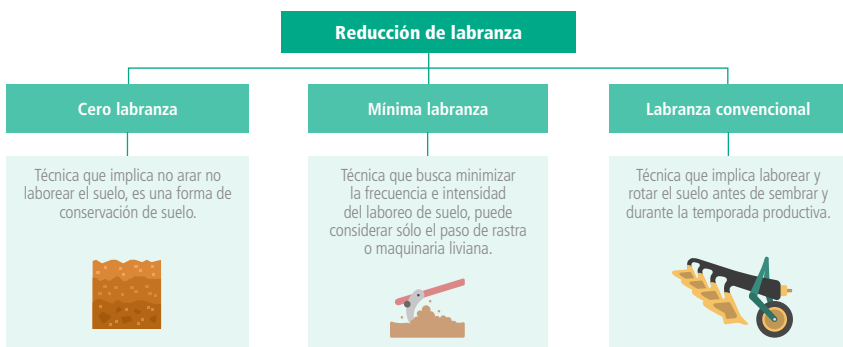 Reducción de labranza
Cero labranza
Técnica que implica no arar no
laborear el suelo, es una forma de
conservación de suelo.
Mínima labranza
Técnica que busca minimizar
la frecuencia e intensidad
del laboreo de suelo, puede
considerar sólo el paso de rastra
o maquinaria liviana.
Labranza convencional
Técnica que implica laborear y
rotar el suelo antes de sembrar y
durante la temporada productiva.